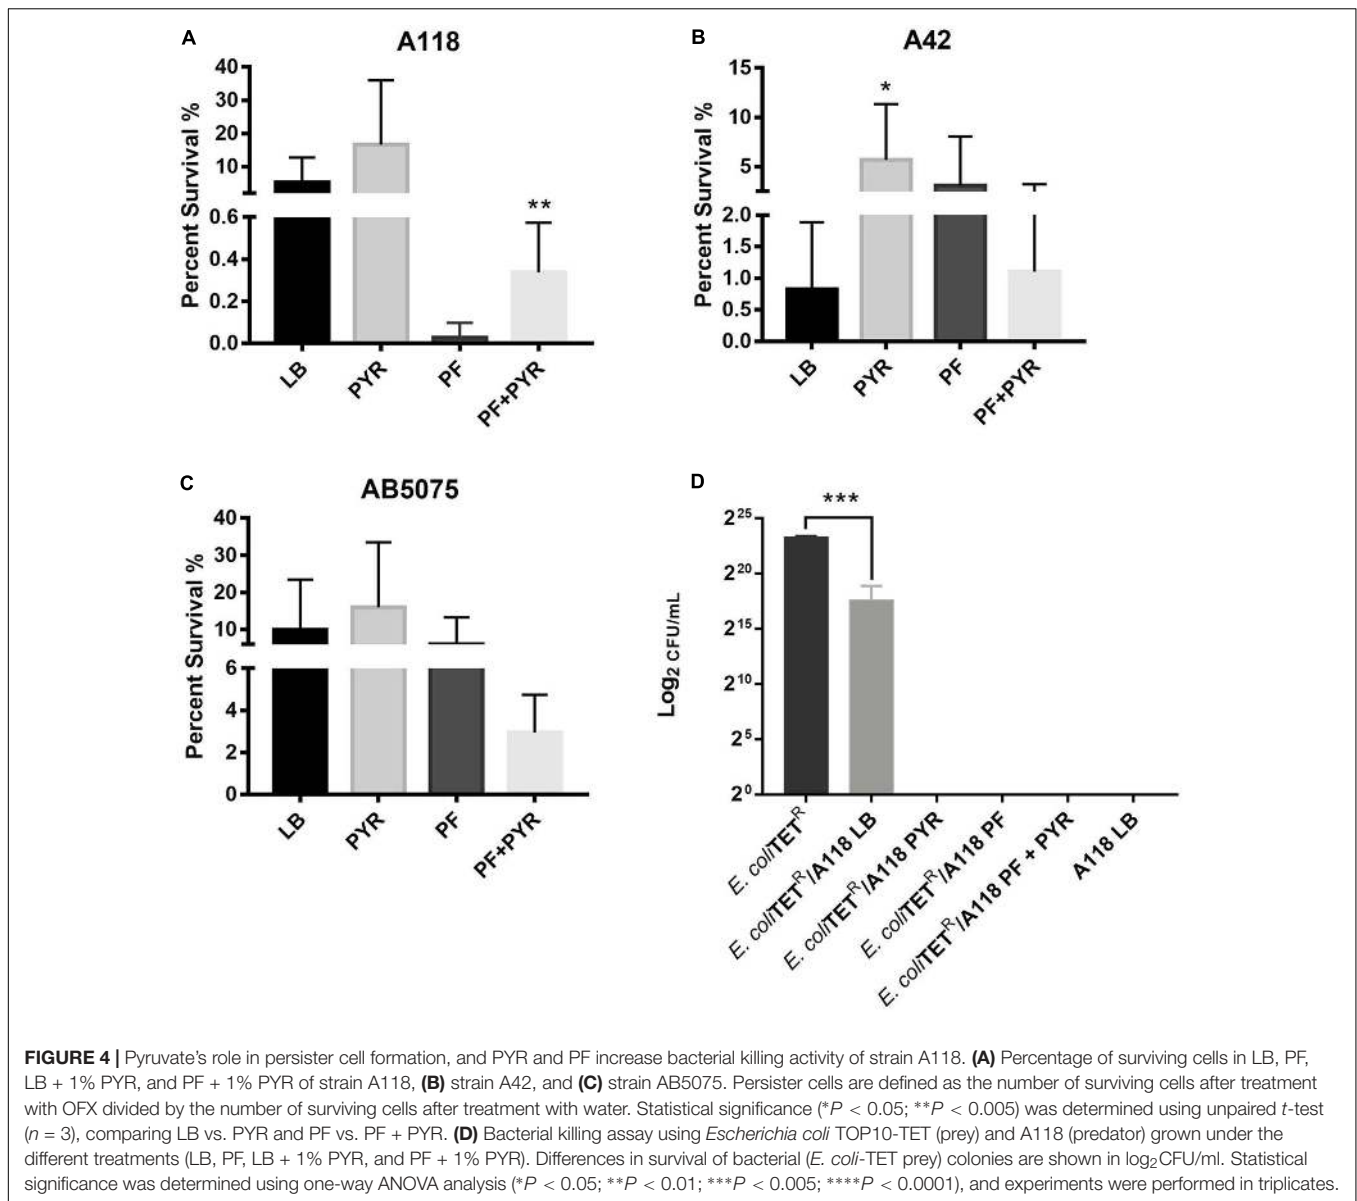 A
A118
Percent Survival %
40
30
20
10
0.6
0.4
0.2
0.0
**
LB
PYR
PF
PF+PYR
B
A42
Percent Survival %
15
10
5
2.0
1.5
1.0
0.5
0.0
*
LB
PYR
PF
PF+PYR
C
AB5075
Percent Survival %
40
30
20
10
6
4
2
0
LB
PYR
PF
PF+PYR
D
Log2 CFU/mL
2^25
2^20
2^15
2^10
2^5
2^0
***
E. coliTET^R
E. coliTET^R/A118 LB
E. coliTET^R/A118 PYR
E. coliTET^R/A118 PF
E. coliTET^R/A118 PF + PYR
A118 LB
FIGURE 4 | Pyruvate's role in persister cell formation, and PYR and PF increase bacterial killing activity of strain A118. (A) Percentage of surviving cells in LB, PF,
LB + 1% PYR, and PF + 1% PYR of strain A118, (B) strain A42, and (C) strain AB5075. Persister cells are defined as the number of surviving cells after treatment
with OFX divided by the number of surviving cells after treatment with water. Statistical significance (*P < 0.05; **P < 0.005) was determined using unpaired t-test
(n = 3), comparing LB vs. PYR and PF vs. PF + PYR. (D) Bacterial killing assay using Escherichia coli TOP10-TET (prey) and A118 (predator) grown under the
different treatments (LB, PF, LB + 1% PYR, and PF + 1% PYR). Differences in survival of bacterial (E. coli-TET prey) colonies are shown in log2CFU/ml. Statistical
significance was determined using one-way ANOVA analysis (*P < 0.05; **P < 0.01; ***P < 0.005; ****P < 0.0001), and experiments were performed in triplicates.